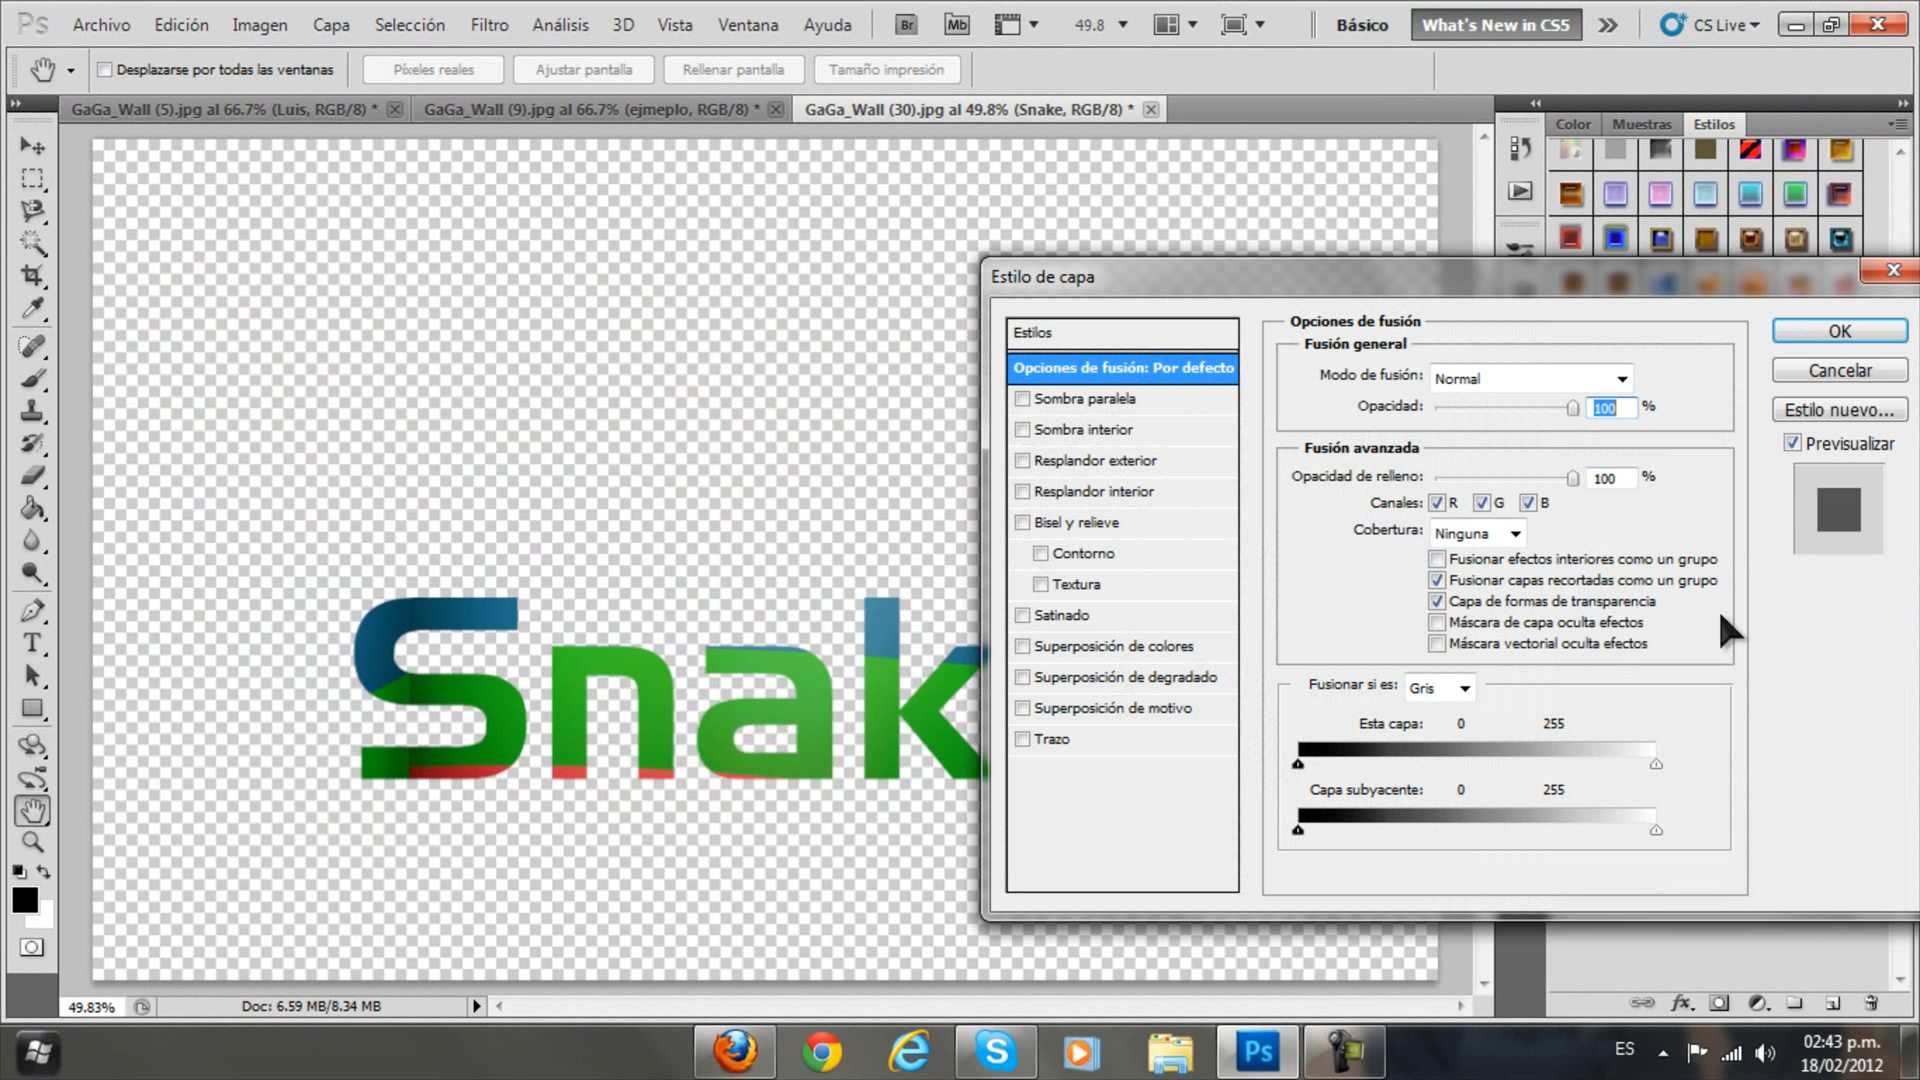 Ps Archivo Edición Imagen Capa Selección Filtro Análisis 3D Vista Ventana Ayuda Br Mb 49.8 Básico What's New in CS5 CS Live
Desplazarse por todas las ventanas Píxeles reales Ajustar pantalla Rellenar pantalla Tamaño impresión
GaGa_Wall (5).jpg al 66.7% (Luis, RGB/8) * GaGa_Wall (9).jpg al 66.7% (ejmeplo, RGB/8) * GaGa_Wall (30).jpg al 49.8% (Snake, RGB/8) *
Color Muestras Estilos
Estilo de capa
Estilos
Opciones de fusión: Por defecto
Sombra paralela
Sombra interior
Resplandor exterior
Resplandor interior
Bisel y relieve
Contorno
Textura
Satinado
Superposición de colores
Superposición de degradado
Superposición de motivo
Trazo
Opciones de fusión
Fusión general
Modo de fusión: Normal
Opacidad: 100 %
Fusión avanzada
Opacidad de relleno: 100 %
Canales: R G B
Cobertura: Ninguna
Fusionar efectos interiores como un grupo
Fusionar capas recortadas como un grupo
Capa de formas de transparencia
Máscara de capa oculta efectos
Máscara vectorial oculta efectos
Fusionar si es: Gris
Esta capa: 0 255
Capa subyacente: 0 255
OK
Cancelar
Estilo nuevo...
Previsualizar
Snak
T
49.83% Doc: 6.59 MB/8.34 MB
fx
Ps
ES
02:43 p.m.
18/02/2012